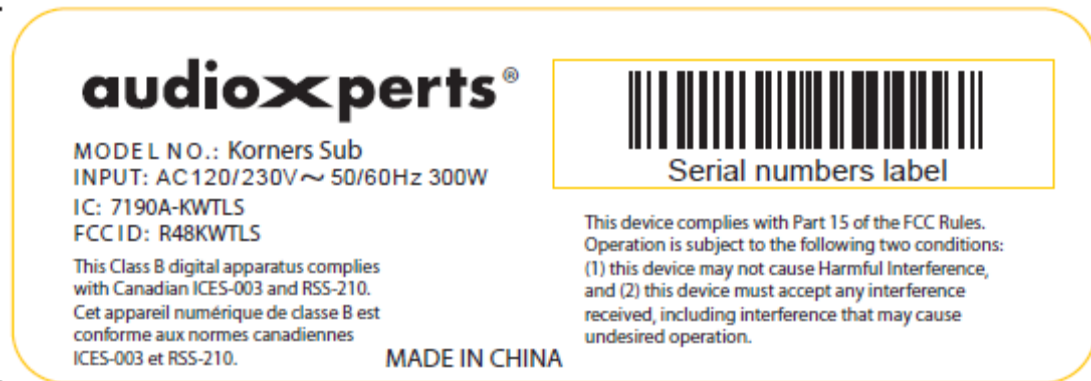 audioxperts®
MODEL NO.: Korners Sub
INPUT: AC120/230V~ 50/60Hz 300W
IC: 7190A-KWTLS
FCC ID: R48KWTLS
This Class B digital apparatus complies
with Canadian ICES-003 and RSS-210.
Cet appareil numérique de classe B est
conforme aux normes canadiennes
ICES-003 et RSS-210.
MADE IN CHINA
Serial numbers label
This device complies with Part 15 of the FCC Rules.
Operation is subject to the following two conditions:
(1) this device may not cause Harmful Interference,
and (2) this device must accept any interference
received, including interference that may cause
undesired operation.